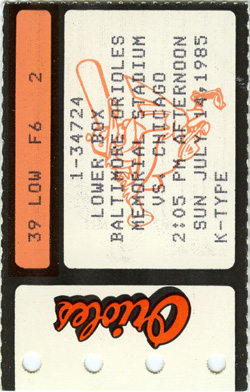 39 LOW F6 2
1-34724
LOWER BOX
BALTIMORE ORIOLES
MEMORIAL STADIUM
VS. CHICAGO
2:05 PM AFTERNOON
SUN JULY 14,1985
K-TYPE
Orioles